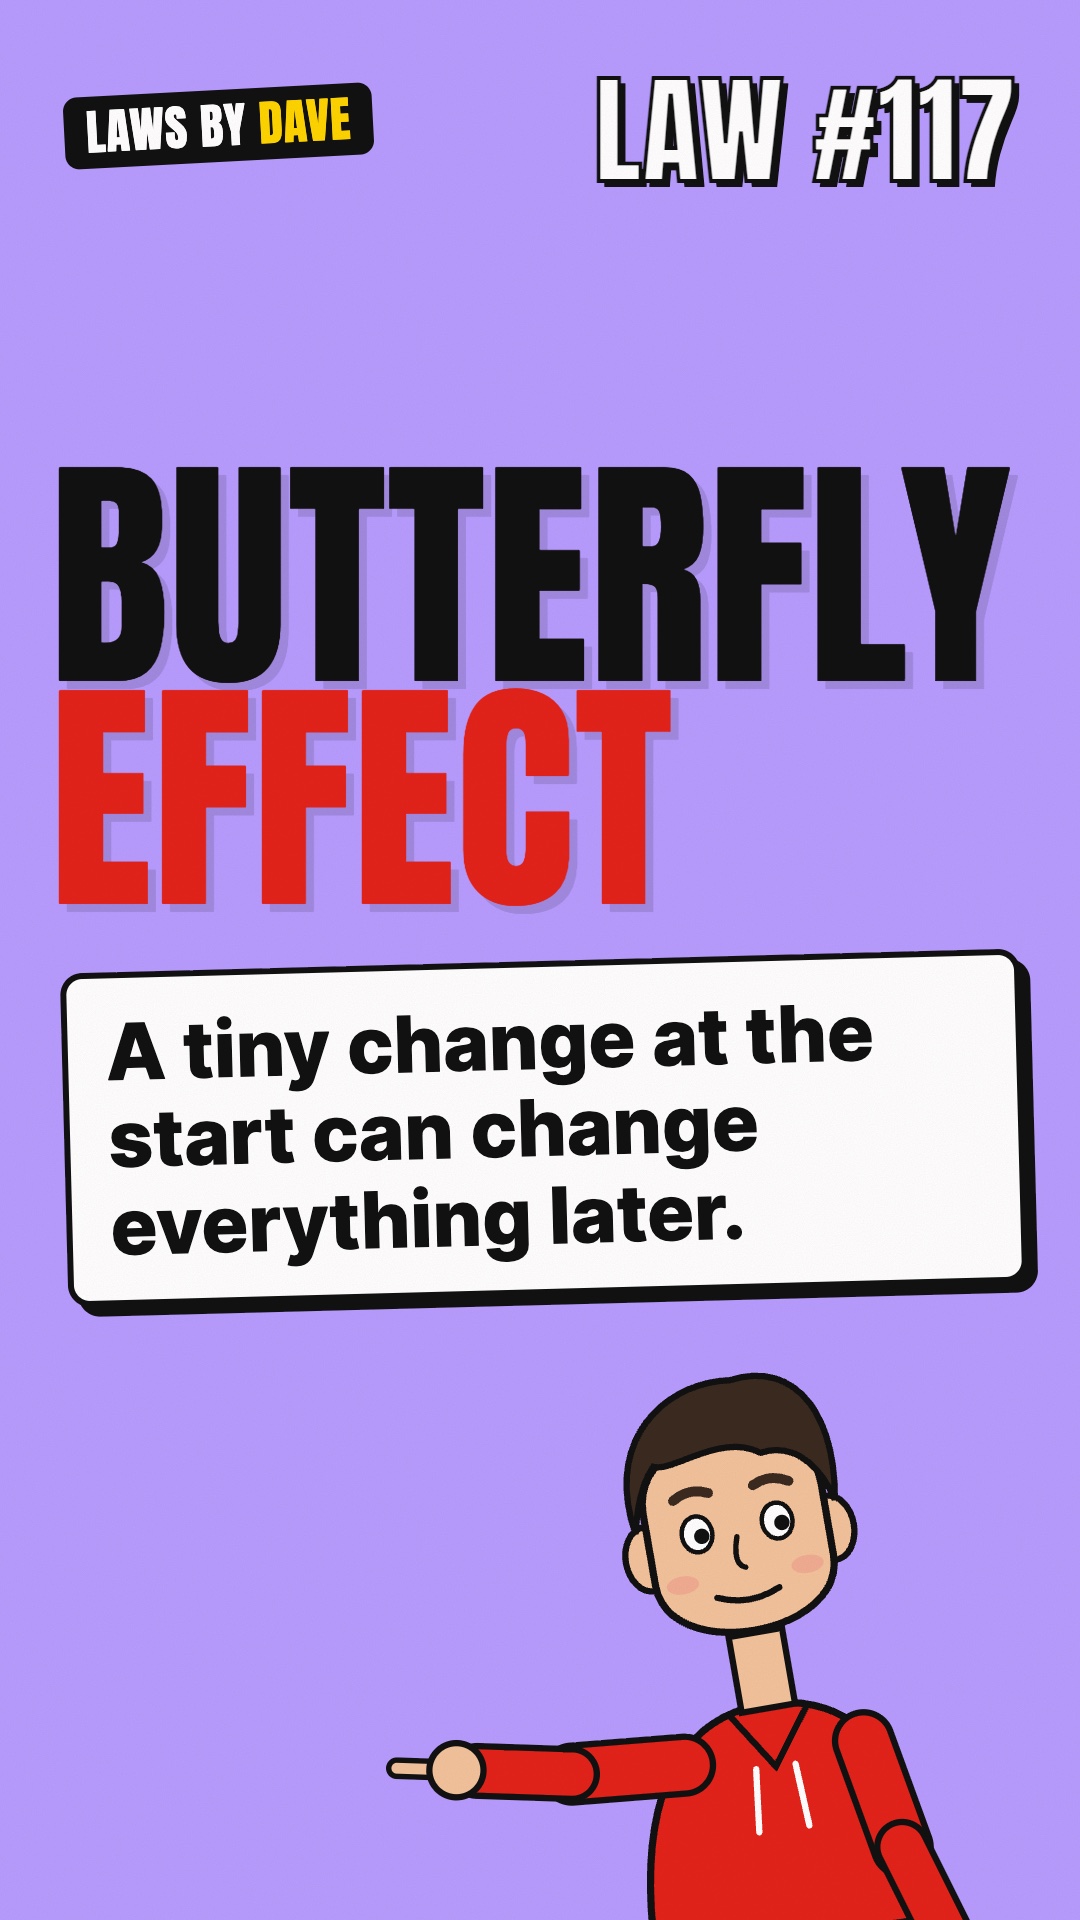 LAWS BY DAVE
LAW #117
BUTTERFLY
EFFECT
A tiny change at the
start can change
everything later.